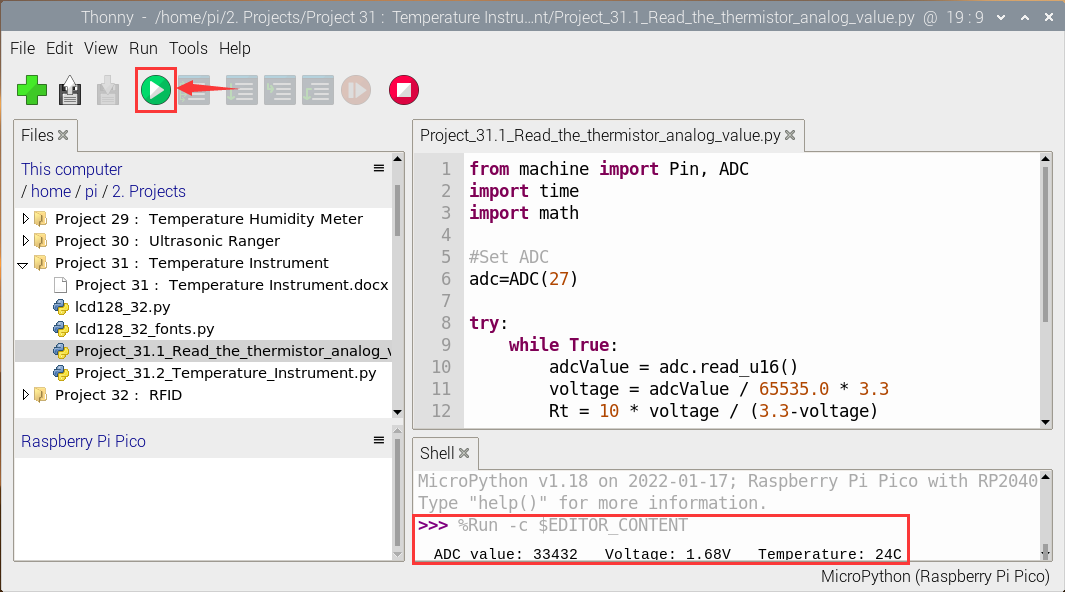 Thonny - /home/pi/2. Projects/Project 31 : Temperature Instru...nt/Project_31.1_Read_the_thermistor_analog_value.py @ 19 : 9
File Edit View Run Tools Help
Files
This computer
/ home / pi / 2. Projects
Project 29 : Temperature Humidity Meter
Project 30 : Ultrasonic Ranger
Project 31 : Temperature Instrument
Project 31 : Temperature Instrument.docx
lcd128_32.py
lcd128_32_fonts.py
Project_31.1_Read_the_thermistor_analog_v
Project_31.2_Temperature_Instrument.py
Project 32 : RFID
Raspberry Pi Pico
Project_31.1_Read_the_thermistor_analog_value.py
1 from machine import Pin, ADC
2 import time
3 import math
4
5 #Set ADC
6 adc=ADC(27)
7
8 try:
9     while True:
10         adcValue = adc.read_u16()
11         voltage = adcValue / 65535.0 * 3.3
12         Rt = 10 * voltage / (3.3-voltage)
Shell
MicroPython v1.18 on 2022-01-17; Raspberry Pi Pico with RP2040
Type "help()" for more information.
>>> %Run -c $EDITOR_CONTENT
ADC value: 33432 Voltage: 1.68V Temperature: 24C
MicroPython (Raspberry Pi Pico)